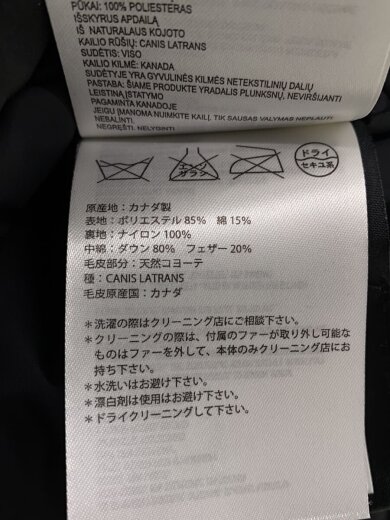 PŪKAI: 100% POLIESTERAS
IŠSKYRUS APDAILĄ
IŠ NATURALAUS KOJOTO
KAILIO RŪŠIŲ: CANIS LATRANS
SUDĖTIS: VISO
KAILIO KILMĖ: KANADA
SUDĖTYJE YRA GYVULINĖS KILMĖS NETEKSTILINIŲ DALIŲ
PASTABA: ŠIAME PRODUKTE YRADALIS PLUNKSNŲ, NEVIRŠIJANTI
LEISTINĄ ĮSTATYMO
PAGAMINTA KANADOJE
JEIGU ĮMANOMA NUIMKITE KAILĮ, TIK SAUSAS VALYMAS NEPLAUTI
NEBALINTI.
NEGRĘŠTI. NELYGINTI
エンソ
サラシ
ドライ
セキユ系
原産地：カナダ製
表地：ポリエステル 85%　綿 15%
裏地：ナイロン 100%
中綿：ダウン 80%　フェザー 20%
毛皮部分：天然コヨーテ
種：CANIS LATRANS
毛皮原産国：カナダ
＊洗濯の際はクリーニング店にご相談下さい。
＊クリーニングの際は、付属のファーが取り外し可能な
ものはファーを外して、本体のみクリーニング店にお
持ち下さい。
＊水洗いはお避け下さい。
＊漂白剤は使用はお避け下さい。
＊ドライクリーニングして下さい。